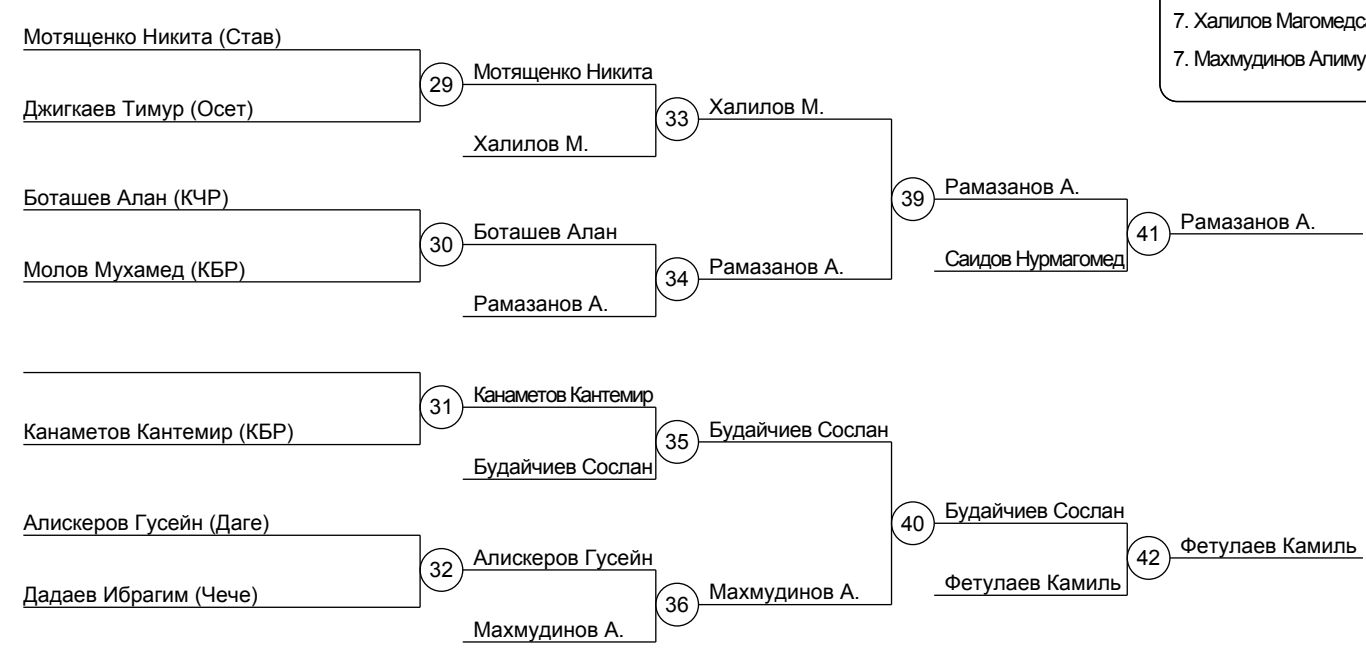 7. Халилов Магомедс
7. Махмудинов Алиму
Мотященко Никита (Став)
29
Мотященко Никита
Джигкаев Тимур (Осет)
33
Халилов М.
Халилов М.
Боташев Алан (КЧР)
39
Рамазанов А.
30
Боташев Алан
41
Рамазанов А.
Молов Мухамед (КБР)
34
Рамазанов А.
Саидов Нурмагомед
Рамазанов А.
31
Канаметов Кантемир
Канаметов Кантемир (КБР)
35
Будайчиев Сослан
Будайчиев Сослан
Алискеров Гусейн (Даге)
40
Будайчиев Сослан
32
Алискеров Гусейн
42
Фетулаев Камиль
Дадаев Ибрагим (Чече)
36
Махмудинов А.
Фетулаев Камиль
Махмудинов А.